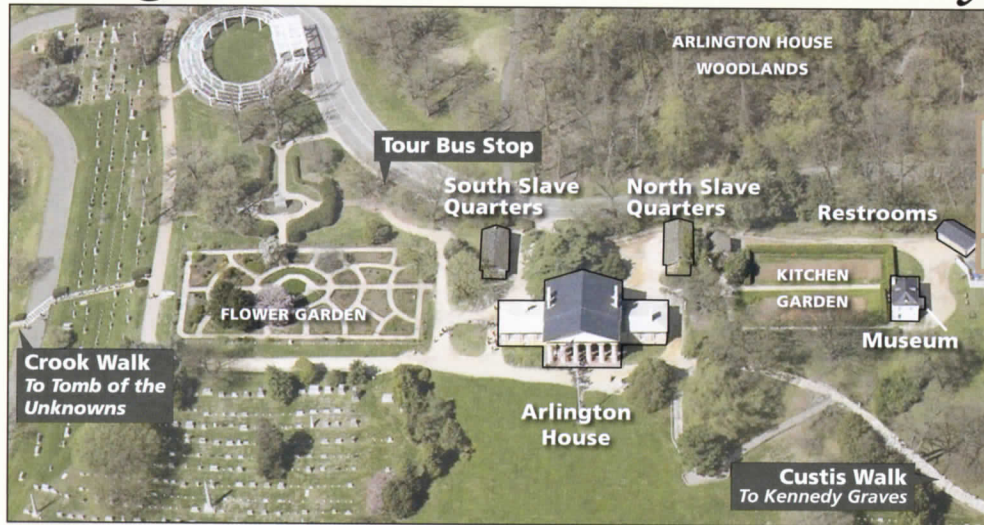 ARLINGTON HOUSE
WOODLANDS
Tour Bus Stop
South Slave
Quarters
North Slave
Quarters
Restrooms
KITCHEN
GARDEN
FLOWER GARDEN
Museum
Crook Walk
To Tomb of the
Unknowns
Arlington
House
Custis Walk
To Kennedy Graves